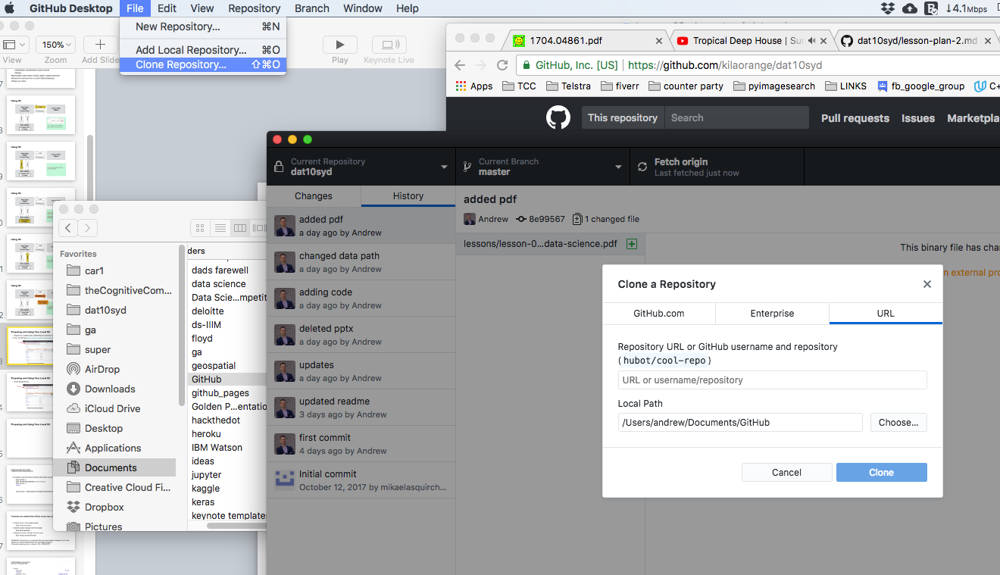 GitHub Desktop File Edit View Repository Branch Window Help
4.1Mbps
New Repository... ⌘N
Add Local Repository... ⌘O
Clone Repository... ⇧⌘O
150%
View Zoom Add Slide
Play Keynote Live
1704.04861.pdf
Tropical Deep House | Su
dat10syd/lesson-plan-2.md
GitHub, Inc. [US] https://github.com/kilaorange/dat10syd
Apps TCC Telstra fiverr counter party pyimagesearch LINKS fb_google_group C+
This repository Search
Pull requests Issues Marketpla
Current Repository
dat10syd
Current Branch
master
Fetch origin
Last fetched just now
Changes History
added pdf
a day ago by Andrew
changed data path
a day ago by Andrew
adding code
a day ago by Andrew
deleted pptx
a day ago by Andrew
updates
a day ago by Andrew
updated readme
3 days ago by Andrew
first commit
4 days ago by Andrew
Initial commit
October 12, 2017 by mikaelasquirch...
added pdf
Andrew 8e99567 1 changed file
lessons/lesson-0...data-science.pdf
This binary file has cha
n external pro
Clone a Repository
GitHub.com Enterprise URL
Repository URL or GitHub username and repository
(hubot/cool-repo)
URL or username/repository
Local Path
/Users/andrew/Documents/GitHub
Choose...
Cancel Clone
Favorites
car1
theCognitiveCom...
dat10syd
ga
super
AirDrop
Downloads
iCloud Drive
Desktop
Applications
Documents
Creative Cloud Fi...
Dropbox
Pictures
ders
dads farewell
data science
Data Scie...mpetit
deloitte
ds-IIIM
floyd
ga
geospatial
GitHub
github_pages
Golden P...entatio
hackthedot
heroku
IBM Watson
ideas
jupyter
kaggle
keras
keynote templates